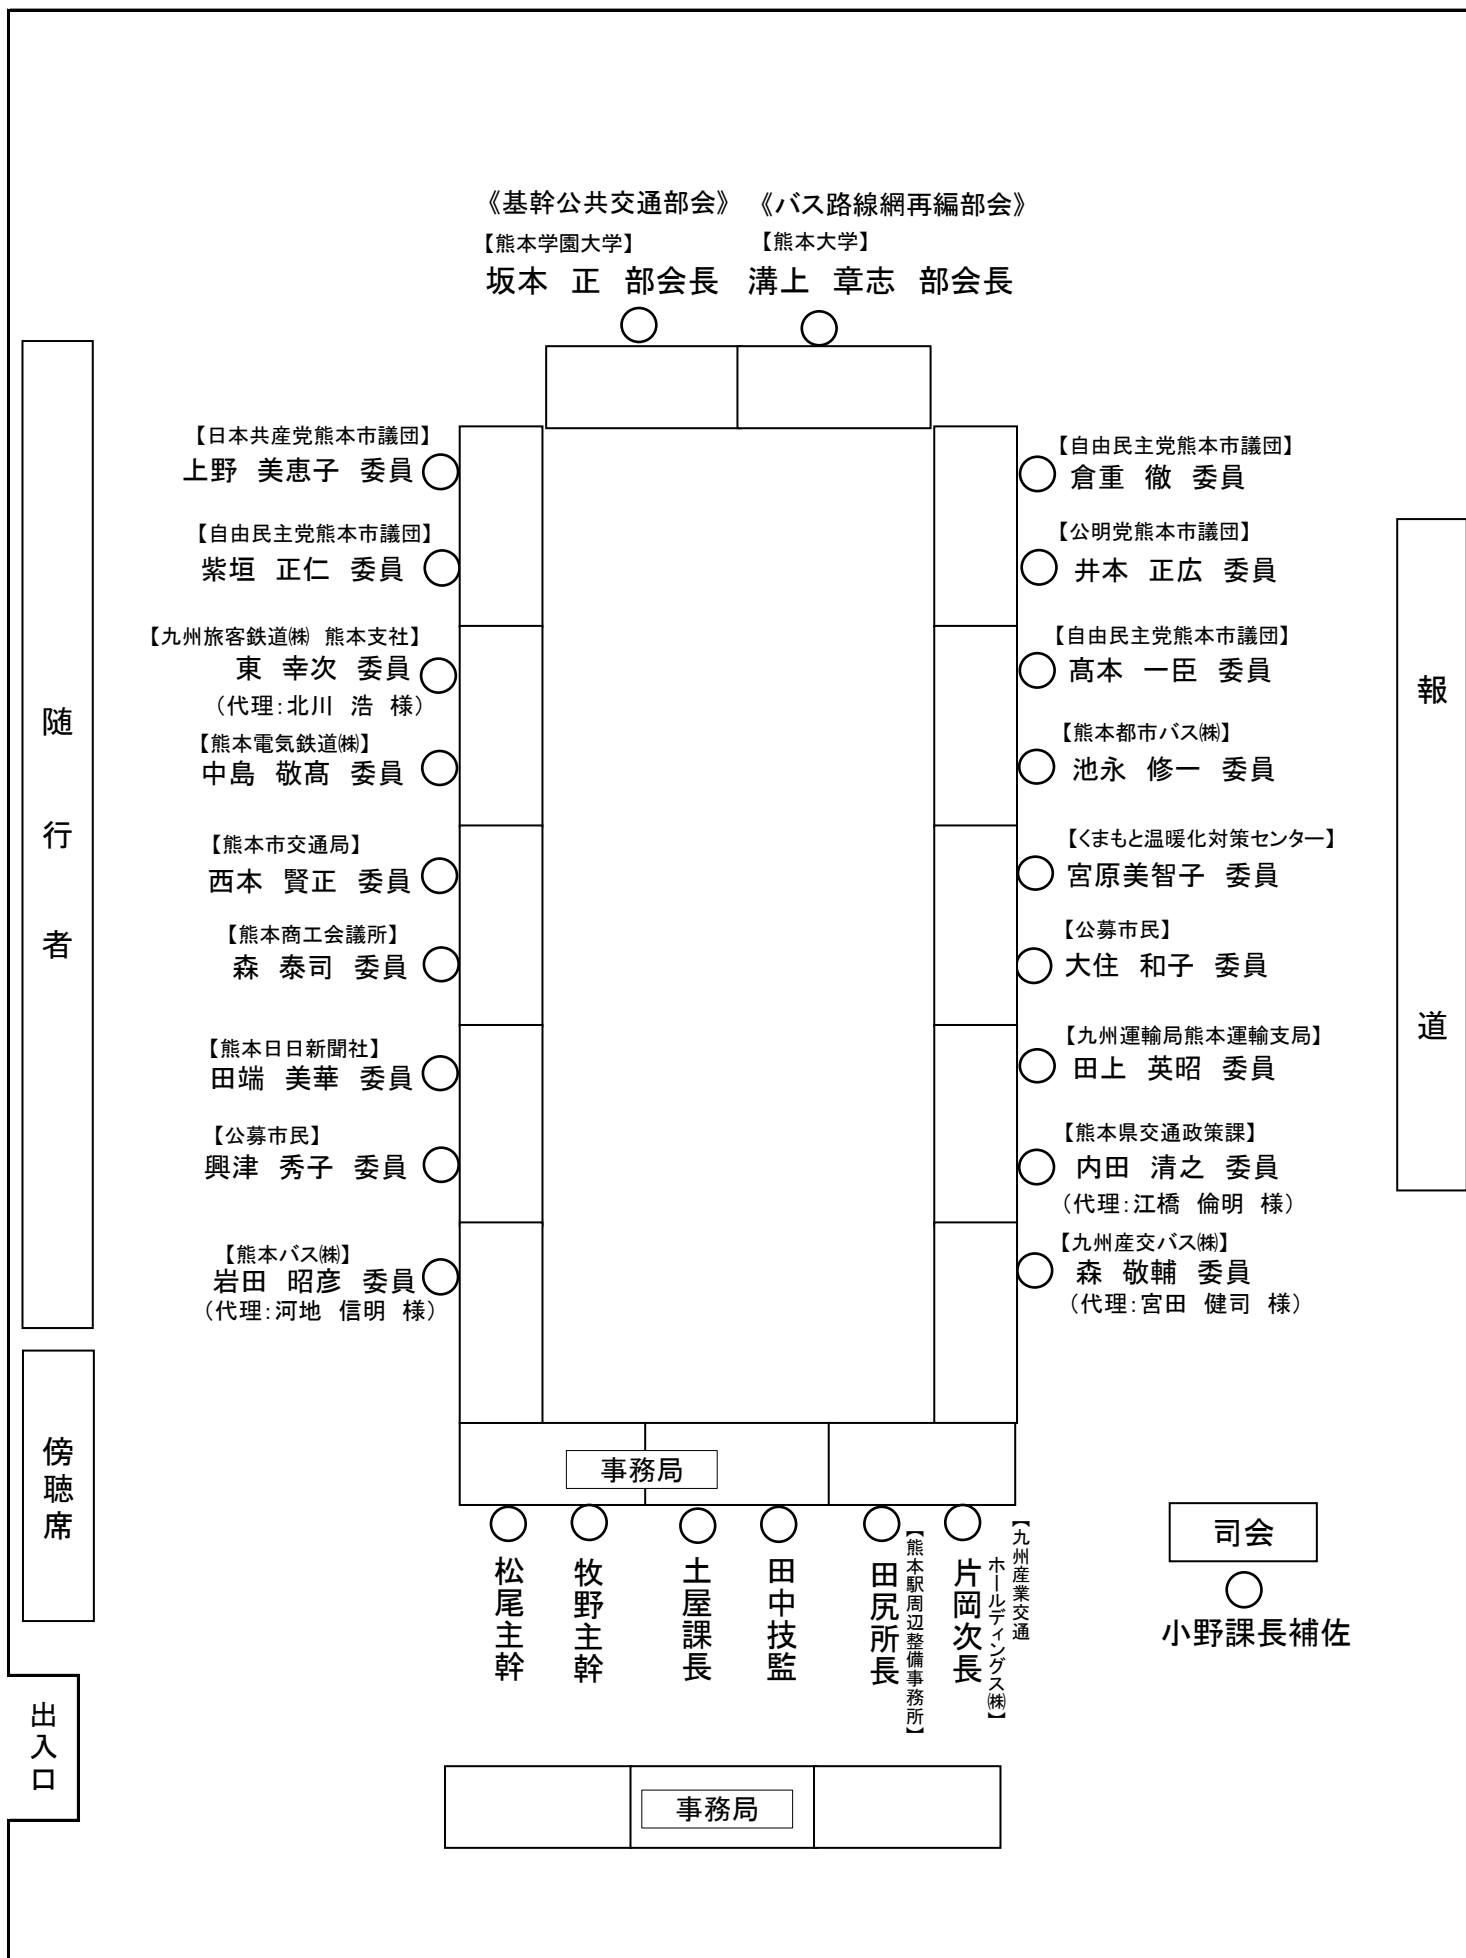 《基幹公共交通部会》
《バス路線網再編部会》
【熊本学園大学】
【熊本大学】
坂本　正　部会長
溝上　章志　部会長
【日本共産党熊本市議団】
上野　美恵子　委員
【自由民主党熊本市議団】
紫垣　正仁　委員
【九州旅客鉄道㈱　熊本支社】
東　幸次　委員
（代理：北川　浩　様）
【熊本電気鉄道㈱】
中島　敬髙　委員
【熊本市交通局】
西本　賢正　委員
【熊本商工会議所】
森　泰司　委員
【熊本日日新聞社】
田端　美華　委員
【公募市民】
興津　秀子　委員
【熊本バス㈱】
岩田　昭彦　委員
（代理：河地　信明　様）
【自由民主党熊本市議団】
倉重　徹　委員
【公明党熊本市議団】
井本　正広　委員
【自由民主党熊本市議団】
髙本　一臣　委員
【熊本都市バス㈱】
池永　修一　委員
【くまもと温暖化対策センター】
宮原美智子　委員
【公募市民】
大住　和子　委員
【九州運輸局熊本運輸支局】
田上　英昭　委員
【熊本県交通政策課】
内田　清之　委員
（代理：江橋　倫明　様）
【九州産交バス㈱】
森　敬輔　委員
（代理：宮田　健司　様）
随行者
報道
傍聴席
事務局
松尾主幹
牧野主幹
土屋課長
田中技監
田尻所長
【熊本駅周辺整備事務所】
片岡次長
【九州産業交通
ホールディングス㈱】
司会
小野課長補佐
出入口
事務局